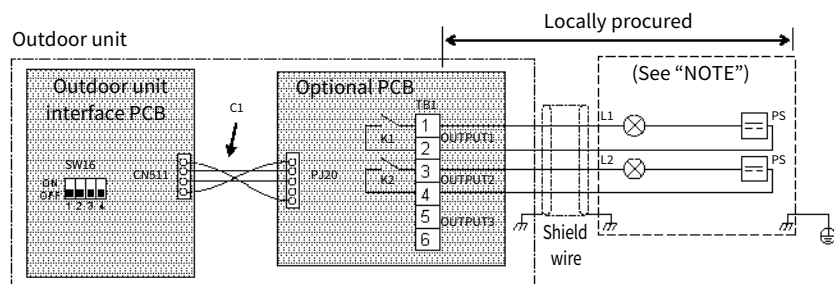 Locally procured
Outdoor unit
Outdoor unit
interface PCB
C1
Optional PCB
(See “NOTE”)
TB1
L1
PS
1
K1
OUTPUT1
2
SW16
CN511
PJ20
L2
PS
3
K2
OUTPUT2
ON
OFF
1 2 3 4
4
5
OUTPUT3
6
Shield
wire